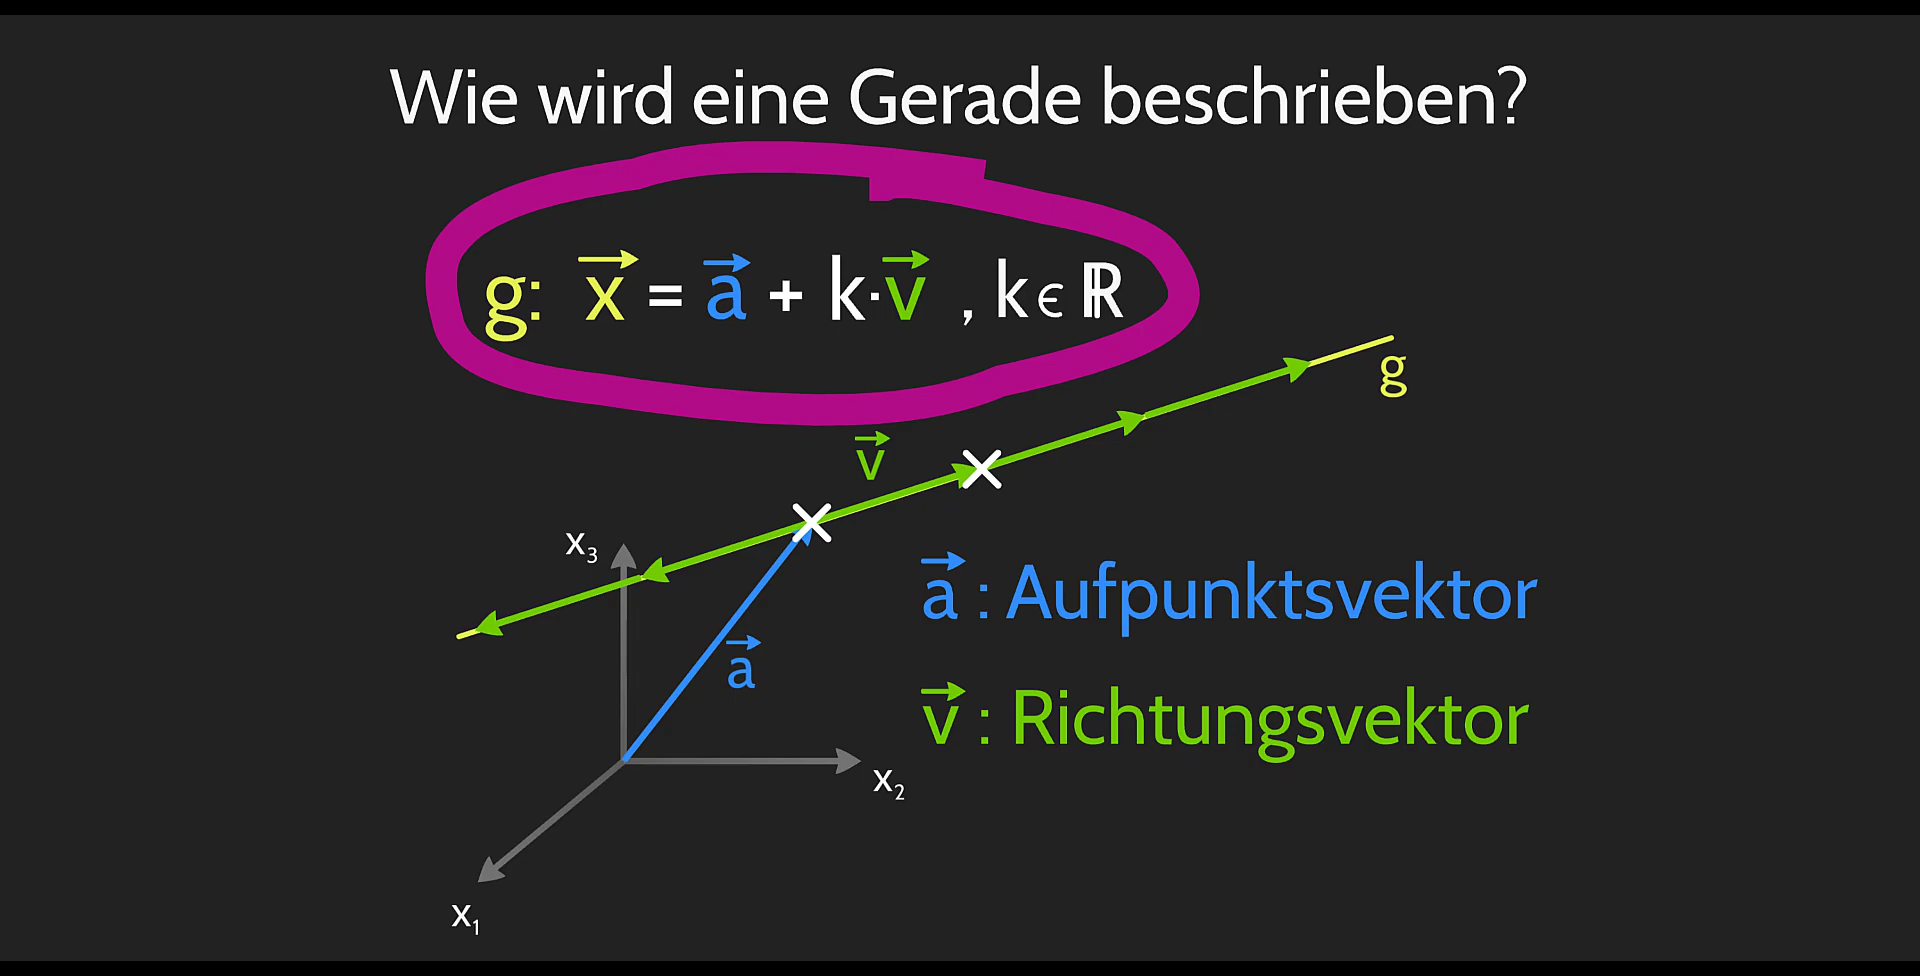 Wie wird eine Gerade beschrieben?
g: x⃗ = a⃗ + k·v⃗ , k ∈ ℝ
g
v⃗
x₃
a⃗ : Aufpunktsvektor
a⃗
v⃗ : Richtungsvektor
x₂
x₁